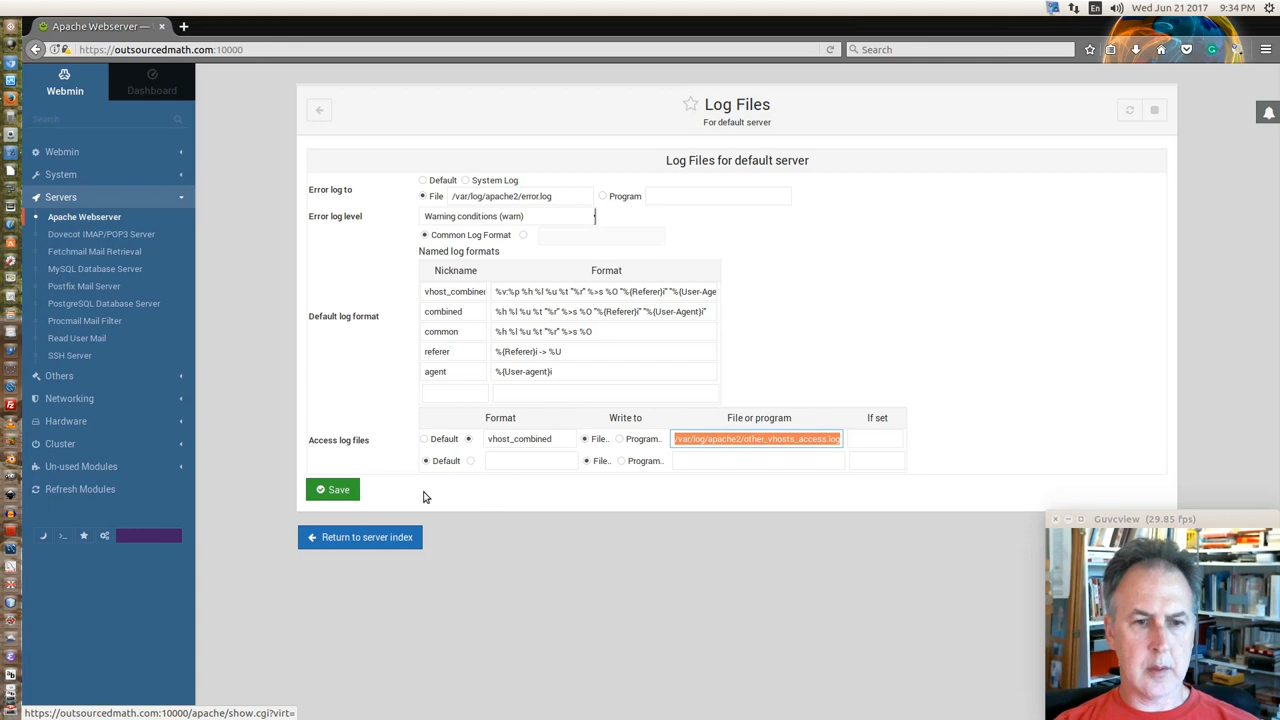 En
Wed Jun 21 2017 9:34 PM
Apache Webserver —
https://outsourcedmath.com:10000
Search
Webmin
Dashboard
Search
Webmin
System
Servers
Apache Webserver
Dovecot IMAP/POP3 Server
Fetchmail Mail Retrieval
MySQL Database Server
Postfix Mail Server
PostgreSQL Database Server
Procmail Mail Filter
Read User Mail
SSH Server
Others
Networking
Hardware
Cluster
Un-used Modules
Refresh Modules
Log Files
For default server
Log Files for default server
Error log to
Default System Log
File /var/log/apache2/error.log Program
Error log level Warning conditions (warn)
Default log format
Common Log Format
Named log formats
Nickname Format
vhost_combined %v:%p %h %l %u %t "%r" %>s %O "%{Referer}i" "%{User-Age
combined %h %l %u %t "%r" %>s %O "%{Referer}i" "%{User-Agent}i"
common %h %l %u %t "%r" %>s %O
referer %{Referer}i -> %U
agent %{User-agent}i
Access log files
Format Write to File or program If set
Default vhost_combined File.. Program.. /var/log/apache2/other_vhosts_access.log
Default File.. Program..
Save
Return to server index
Guvcview (29.85 fps)
https://outsourcedmath.com:10000/apache/show.cgi?virt=